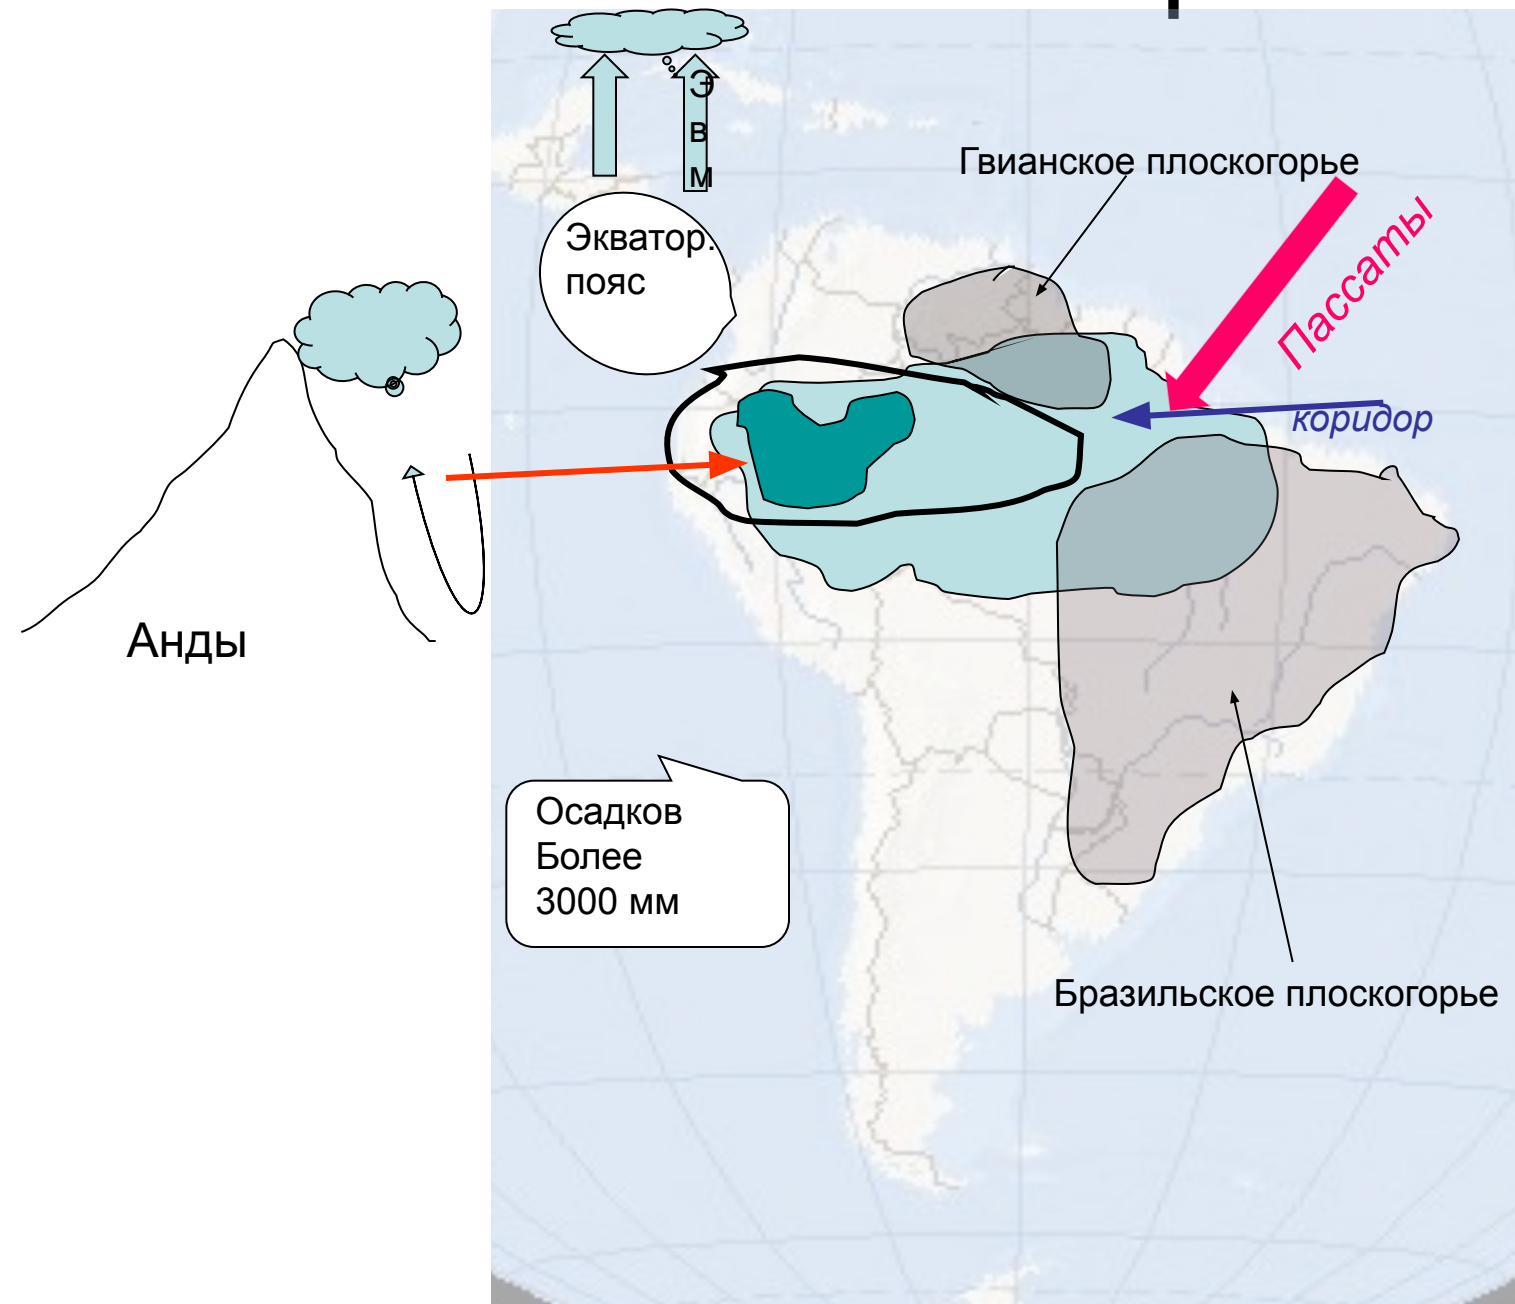 Э
в
м
Гвианское плоскогорье
Экватор.
пояс
Пассаты
коридор
Анды
Осадков
Более
3000 мм
Бразильское плоскогорье